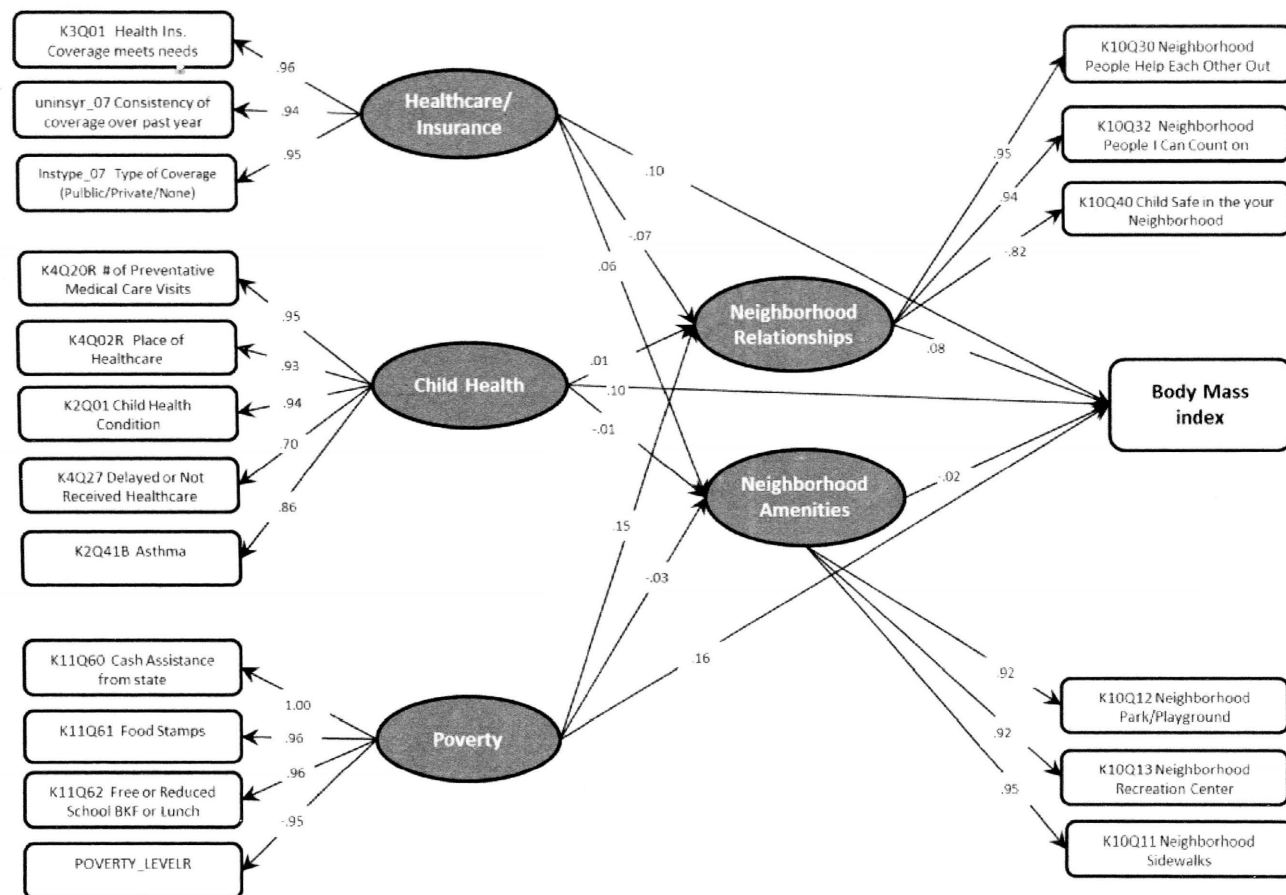 K3Q01 Health Ins.
Coverage meets needs
uninsyr_07 Consistency of
coverage over past year
Instype_07 Type of Coverage
(Pulblic/Private/None)
.96
.94
.95
Healthcare/
Insurance
K4Q20R # of Preventative
Medical Care Visits
K4Q02R Place of
Healthcare
K2Q01 Child Health
Condition
K4Q27 Delayed or Not
Received Healthcare
K2Q41B Asthma
.95
.93
.94
.70
.86
Child Health
K11Q60 Cash Assistance
from state
K11Q61 Food Stamps
K11Q62 Free or Reduced
School BKF or Lunch
POVERTY_LEVELR
1.00
.96
.96
-.95
Poverty
.10
-.07
.06
.01
.10
-.01
.15
-.03
.16
Neighborhood
Relationships
Neighborhood
Amenities
.08
-.02
.95
.94
-.82
K10Q30 Neighborhood
People Help Each Other Out
K10Q32 Neighborhood
People I Can Count on
K10Q40 Child Safe in the your
Neighborhood
Body Mass
index
.92
.92
.95
K10Q12 Neighborhood
Park/Playground
K10Q13 Neighborhood
Recreation Center
K10Q11 Neighborhood
Sidewalks